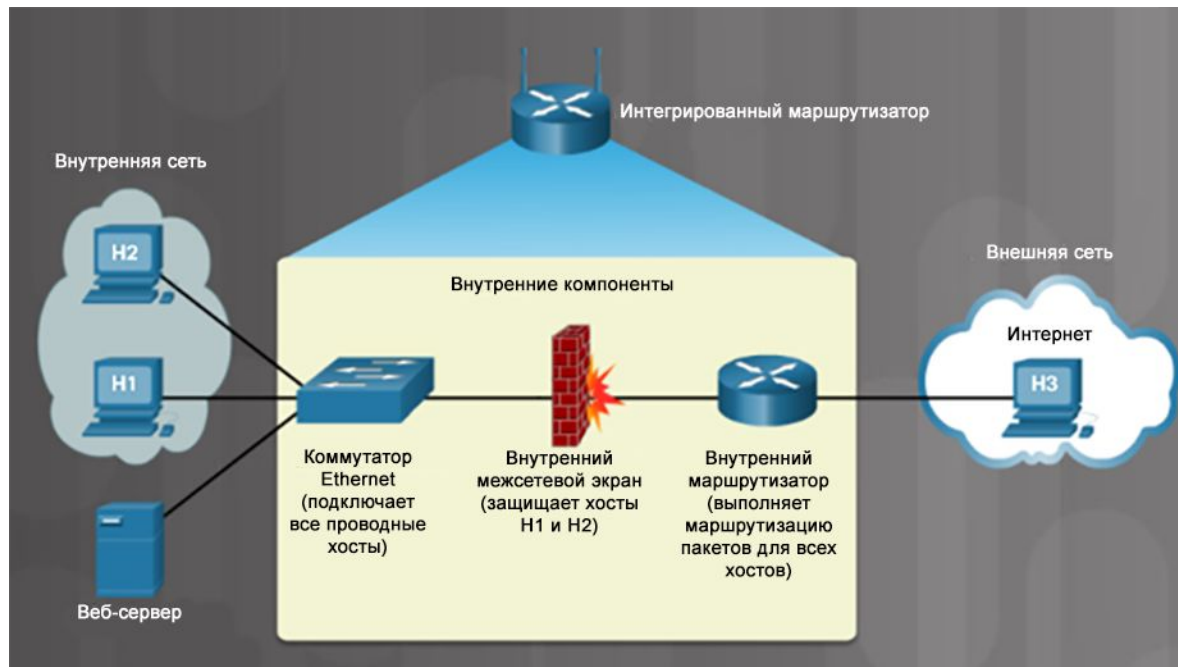 Интегрированный маршрутизатор
Внутренняя сеть
H2
H1
Веб-сервер
Внутренние компоненты
Коммутатор
Ethernet
(подключает
все проводные
хосты)
Внутренний
межсетевой экран
(защищает хосты
H1 и H2)
Внутренний
маршрутизатор
(выполняет
маршрутизацию
пакетов для всех
хостов)
Внешняя сеть
Интернет
H3